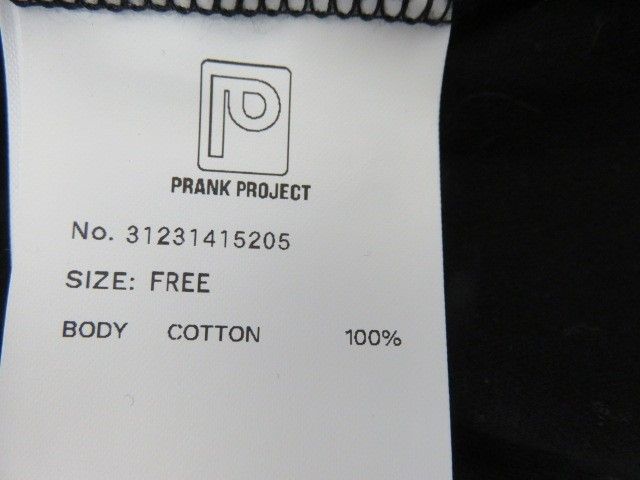 PRANK PROJECT
No. 31231415205
SIZE: FREE
BODY COTTON 100%